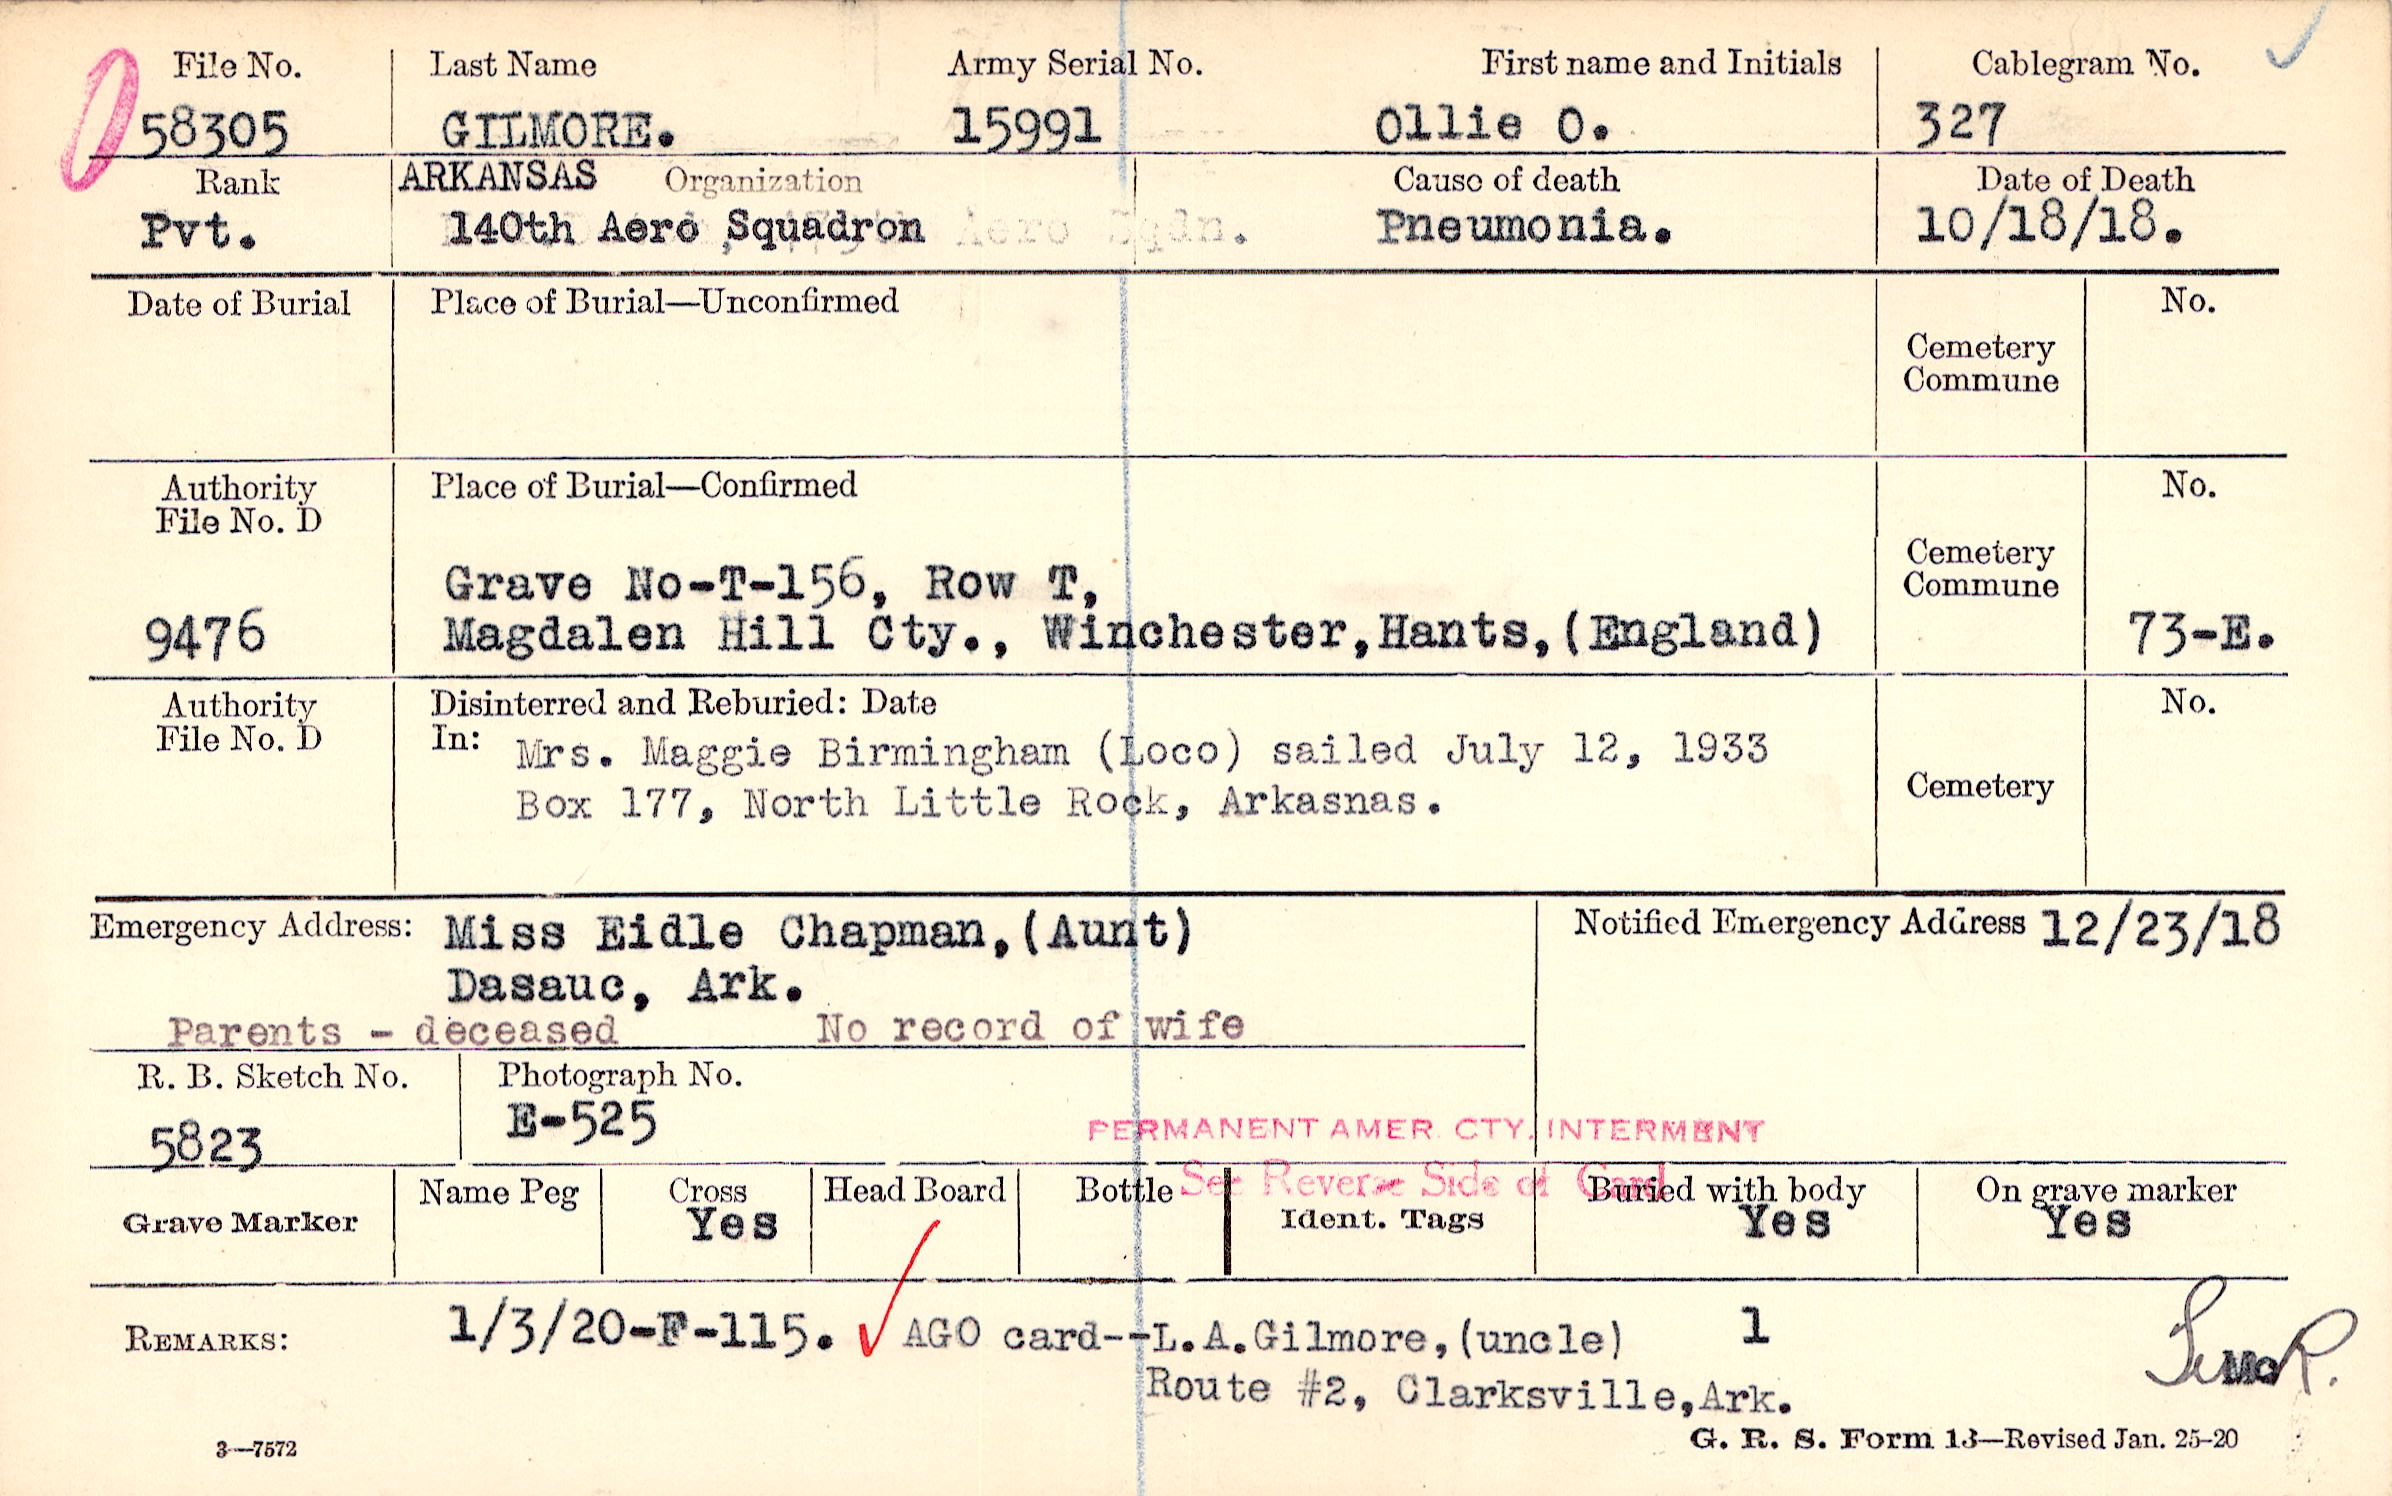 File No. Last Name Army Serial No. First name and Initials Cablegram No.
58305 GILMORE. 15991 Ollie O. 327
Rank ARKANSAS Organization Cause of death Date of Death
Pvt. 140th Aero Squadron Aero Sqdn. Pneumonia. 10/18/18.
Date of Burial Place of Burial—Unconfirmed No.
Cemetery
Commune
Authority Place of Burial—Confirmed No.
File No. D
Cemetery
Commune
Grave No-T-156, Row T,
9476 Magdalen Hill Cty., Winchester,Hants,(England) 73-E.
Authority Disinterred and Reburied: Date No.
File No. D In: Mrs. Maggie Birmingham (Loco) sailed July 12, 1933
Cemetery
Box 177, North Little Rock, Arkasnas.
Emergency Address: Miss Eidle Chapman,(Aunt) Notified Emergency Address 12/23/18
Dasauc, Ark.
Parents - deceased No record of wife
R. B. Sketch No. Photograph No.
5823 E-525
PERMANENT AMER. CTY. INTERMENT
See Reverse Side of Card
Grave Marker Name Peg Cross Head Board Bottle Ident. Tags Buried with body On grave marker
Yes Yes Yes
REMARKS: 1/3/20-F-115. AGO card--L.A.Gilmore,(uncle) 1
Route #2, Clarksville,Ark.
3—7572 G. R. S. Form 13—Revised Jan. 25-20